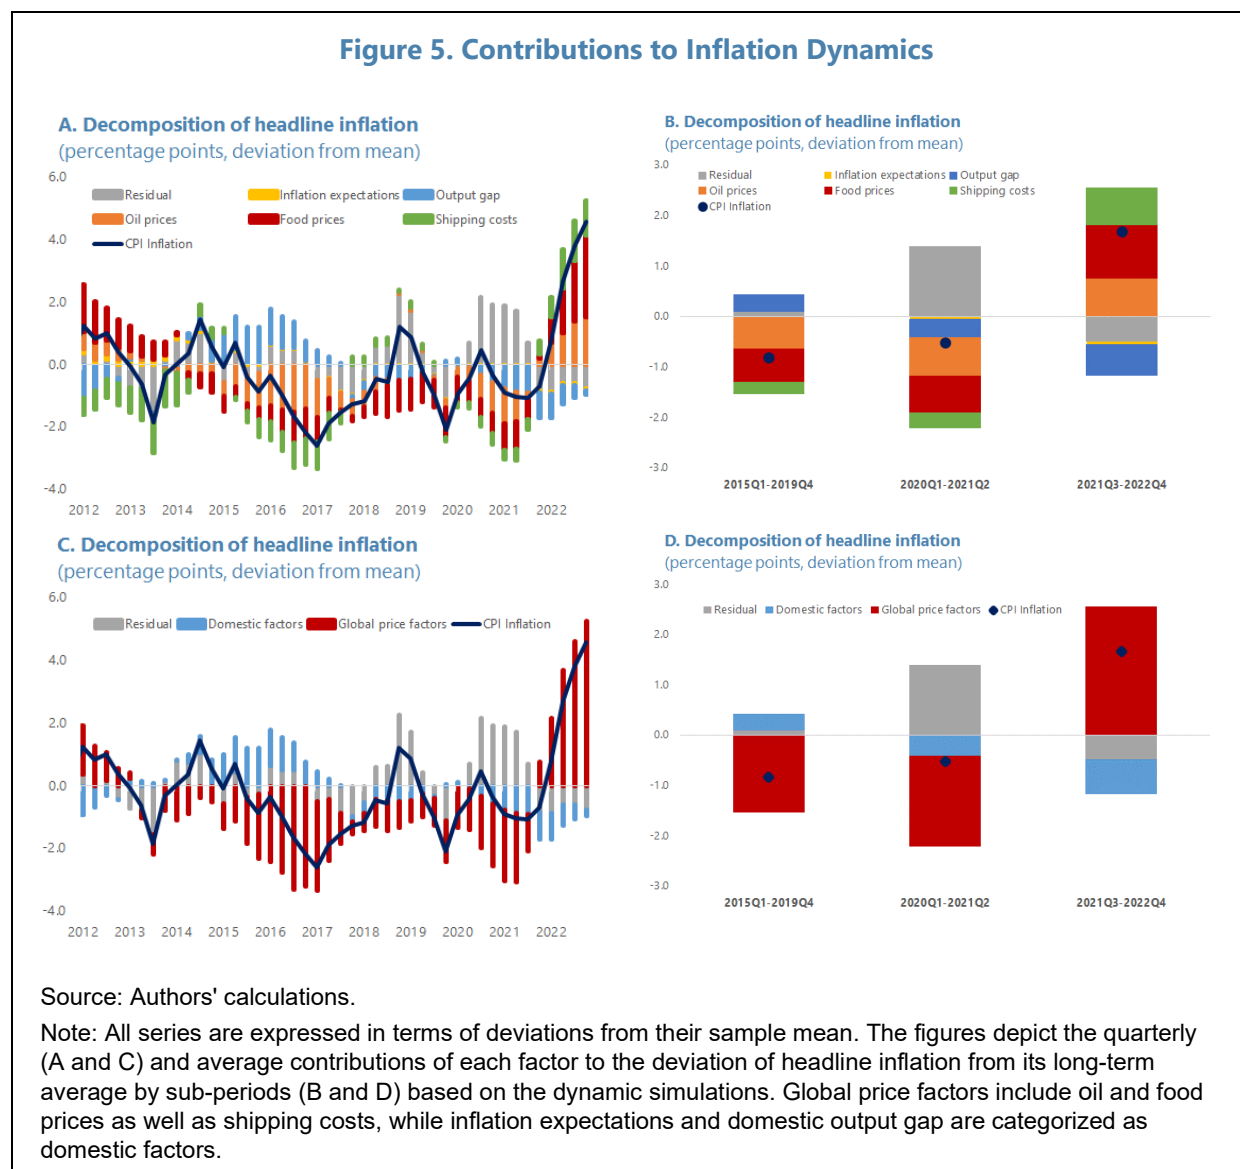 Figure 5. Contributions to Inflation Dynamics
A. Decomposition of headline inflation
(percentage points, deviation from mean)
6.0
Residual
Inflation expectations
Output gap
Oil prices
Food prices
Shipping costs
CPI Inflation
4.0
2.0
0.0
-2.0
-4.0
2012 2013 2014 2015 2016 2017 2018 2019 2020 2021 2022
B. Decomposition of headline inflation
(percentage points, deviation from mean)
3.0
Residual
Inflation expectations
Output gap
Oil prices
Food prices
Shipping costs
CPI Inflation
2.0
1.0
0.0
-1.0
-2.0
-3.0
2015Q1-2019Q4 2020Q1-2021Q2 2021Q3-2022Q4
C. Decomposition of headline inflation
(percentage points, deviation from mean)
6.0
Residual Domestic factors Global price factors CPI Inflation
4.0
2.0
0.0
-2.0
-4.0
2012 2013 2014 2015 2016 2017 2018 2019 2020 2021 2022
D. Decomposition of headline inflation
(percentage points, deviation from mean)
3.0
Residual Domestic factors Global price factors CPI Inflation
2.0
1.0
0.0
-1.0
-2.0
-3.0
2015Q1-2019Q4 2020Q1-2021Q2 2021Q3-2022Q4
Source: Authors' calculations.
Note: All series are expressed in terms of deviations from their sample mean. The figures depict the quarterly
(A and C) and average contributions of each factor to the deviation of headline inflation from its long-term
average by sub-periods (B and D) based on the dynamic simulations. Global price factors include oil and food
prices as well as shipping costs, while inflation expectations and domestic output gap are categorized as
domestic factors.